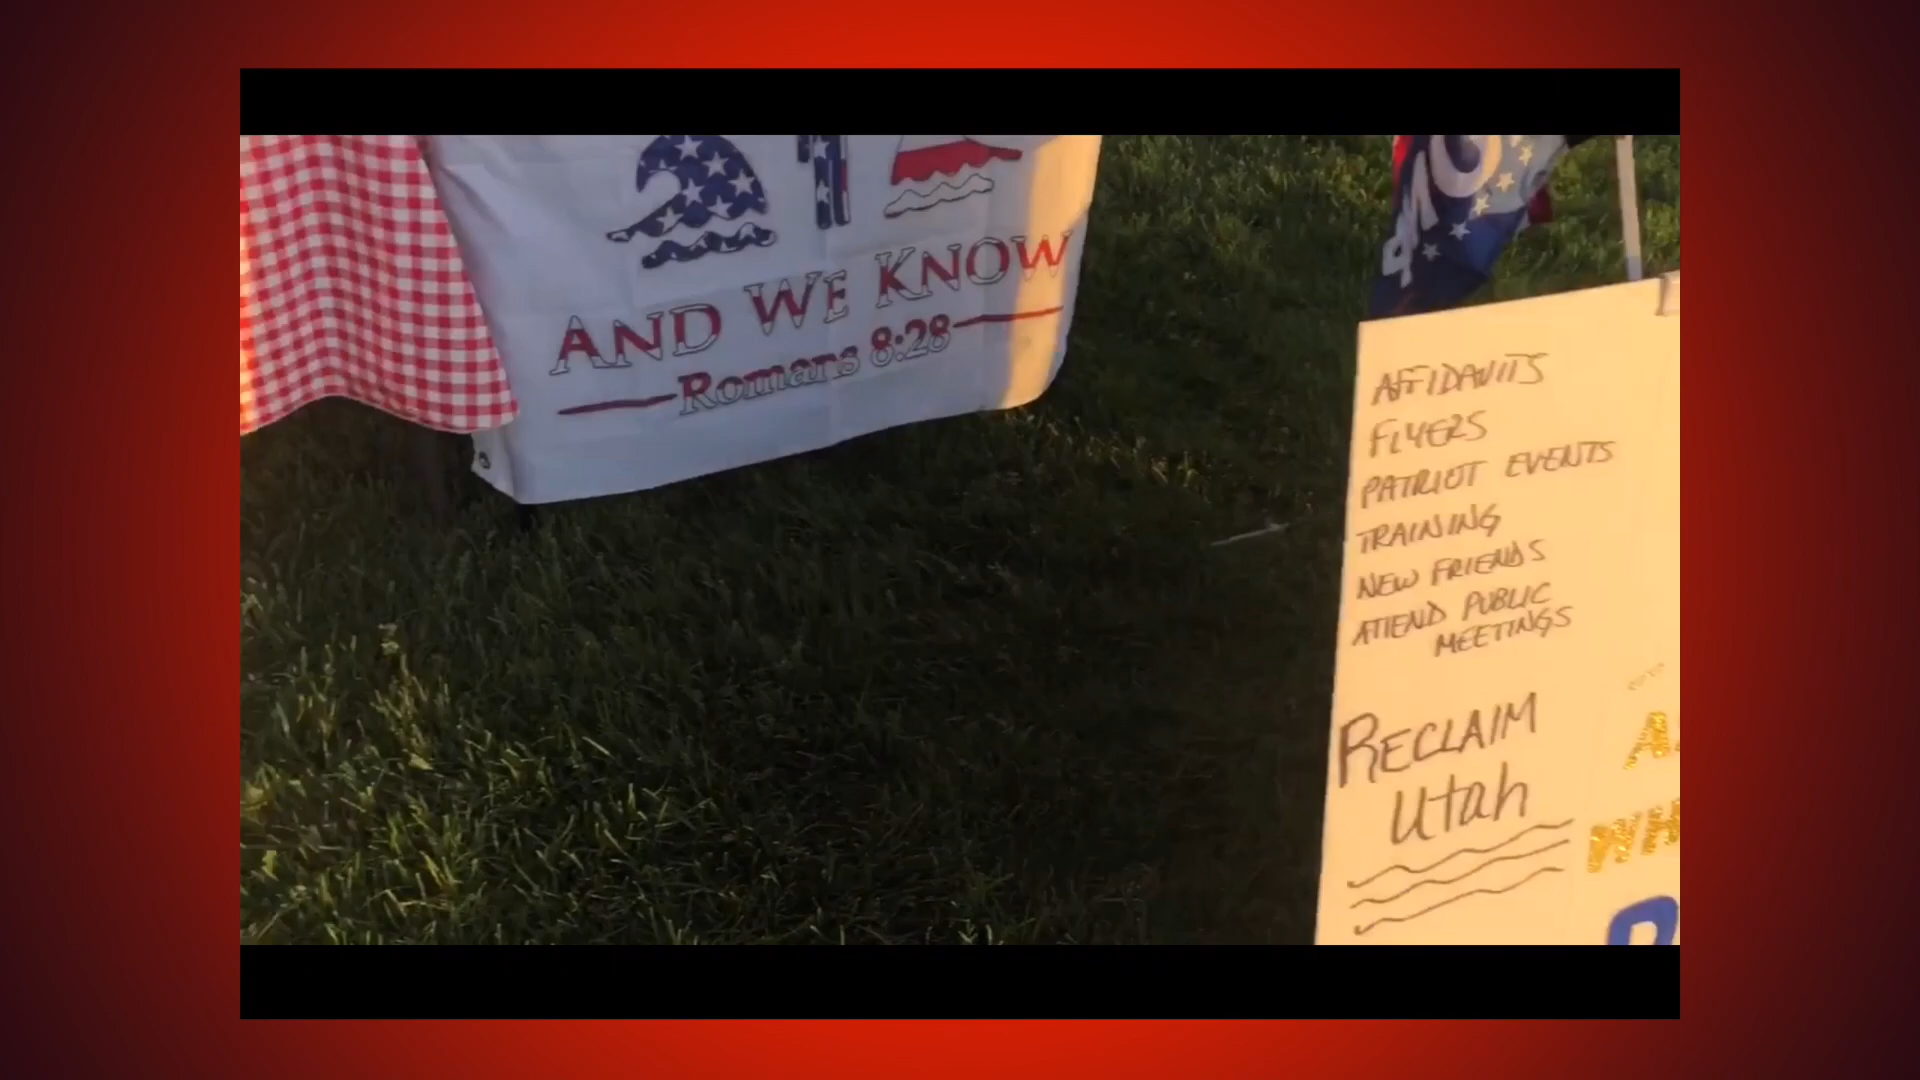 AND WE KNOW
Romans 8:28
AFFIDAVITS
FLYERS
PATRIOT EVENTS
TRAINING
NEW FRIENDS
ATTEND PUBLIC
MEETINGS
RECLAIM
Utah